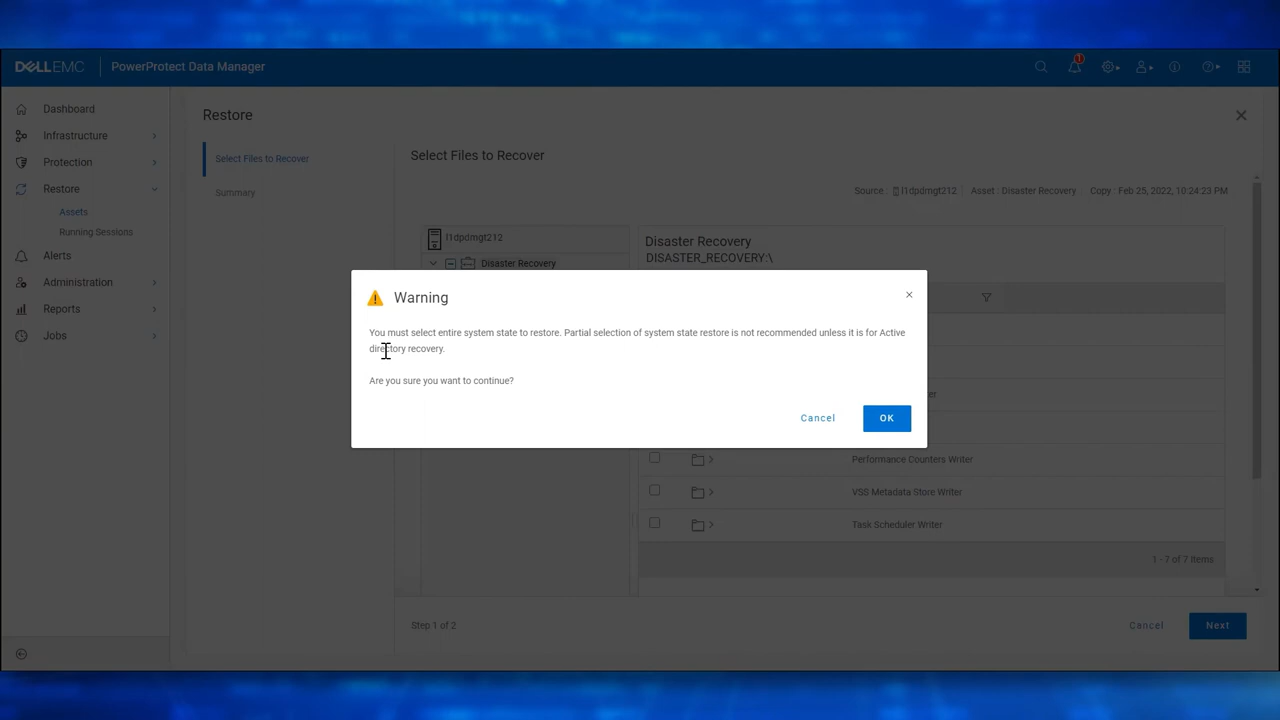 DELLEMC
PowerProtect Data Manager
1
Dashboard
Infrastructure
Protection
Restore
Assets
Running Sessions
Alerts
Administration
Reports
Jobs
Restore
Select Files to Recover
Summary
Select Files to Recover
Source : l1dpdmgt212 Asset : Disaster Recovery Copy : Feb 25, 2022, 10:24:23 PM
l1dpdmgt212
Disaster Recovery
Disaster Recovery
DISASTER_RECOVERY:\
Warning
You must select entire system state to restore. Partial selection of system state restore is not recommended unless it is for Active
directory recovery.
Are you sure you want to continue?
Cancel
OK
Performance Counters Writer
VSS Metadata Store Writer
Task Scheduler Writer
1 - 7 of 7 Items
Step 1 of 2
Cancel
Next